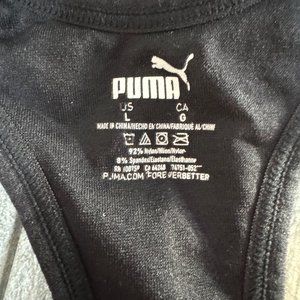 PUMA
US CA
L G
MADE IN CHINA/HECHO EN CHINA/FABRIQUÉ AU CHINE
92% Nylon/Nilon/Nylon
8% Spandex/Elastano/Élasthanne
PUMA.COM FOREVERBETTER